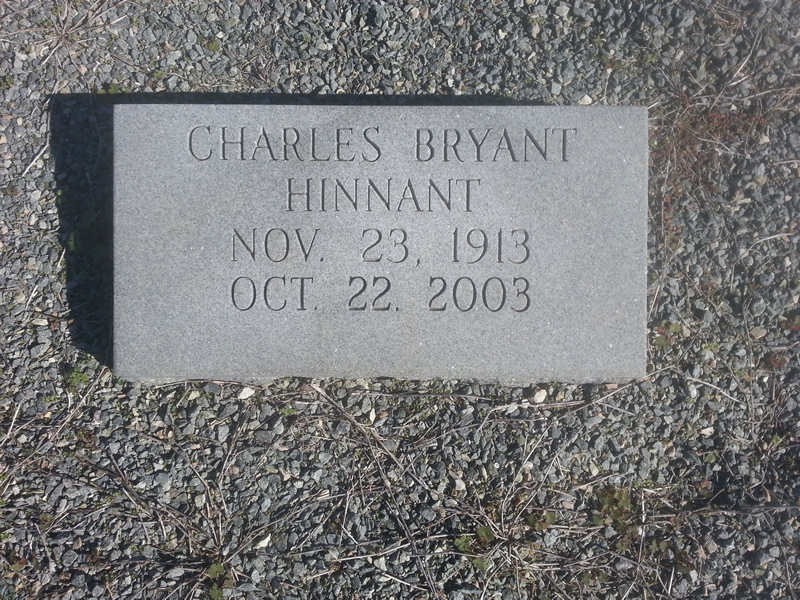 CHARLES BRYANT
HINNANT
NOV. 23, 1913
OCT. 22, 2003